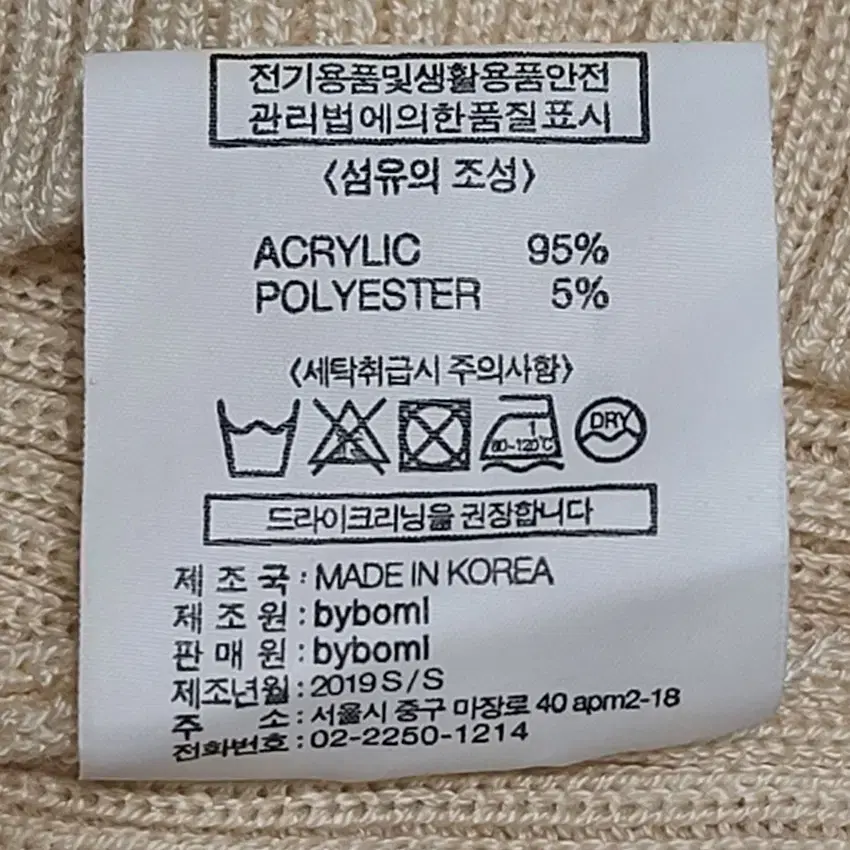 전기용품및생활용품안전
관리법에의한품질표시
〈섬유의 조성〉
ACRYLIC 95%
POLYESTER 5%
〈세탁취급시 주의사항〉
1
80~120℃
DRY
드라이크리닝을 권장합니다
제 조 국 : MADE IN KOREA
제 조 원 : byboml
판 매 원 : byboml
제조년월 : 2019 S/S
주 소 : 서울시 중구 마장로 40 apm2-18
전화번호 : 02-2250-1214